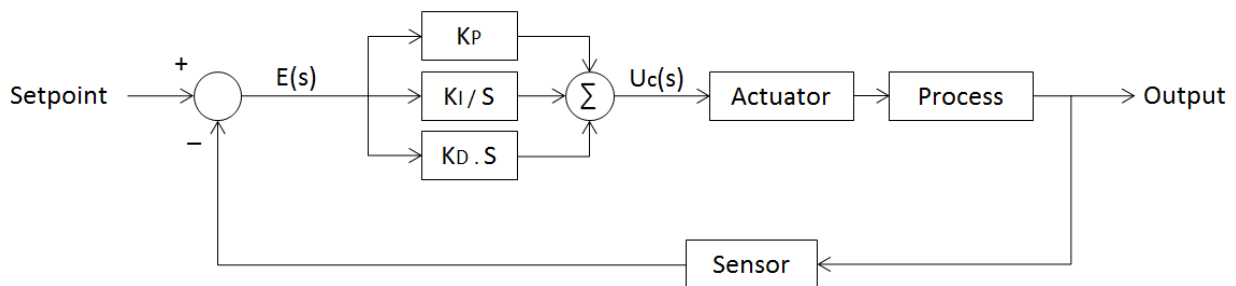 KP
+
E(s)
Uc(s)
Setpoint
KI / S
Σ
Actuator
Process
Output
−
KD . S
Sensor